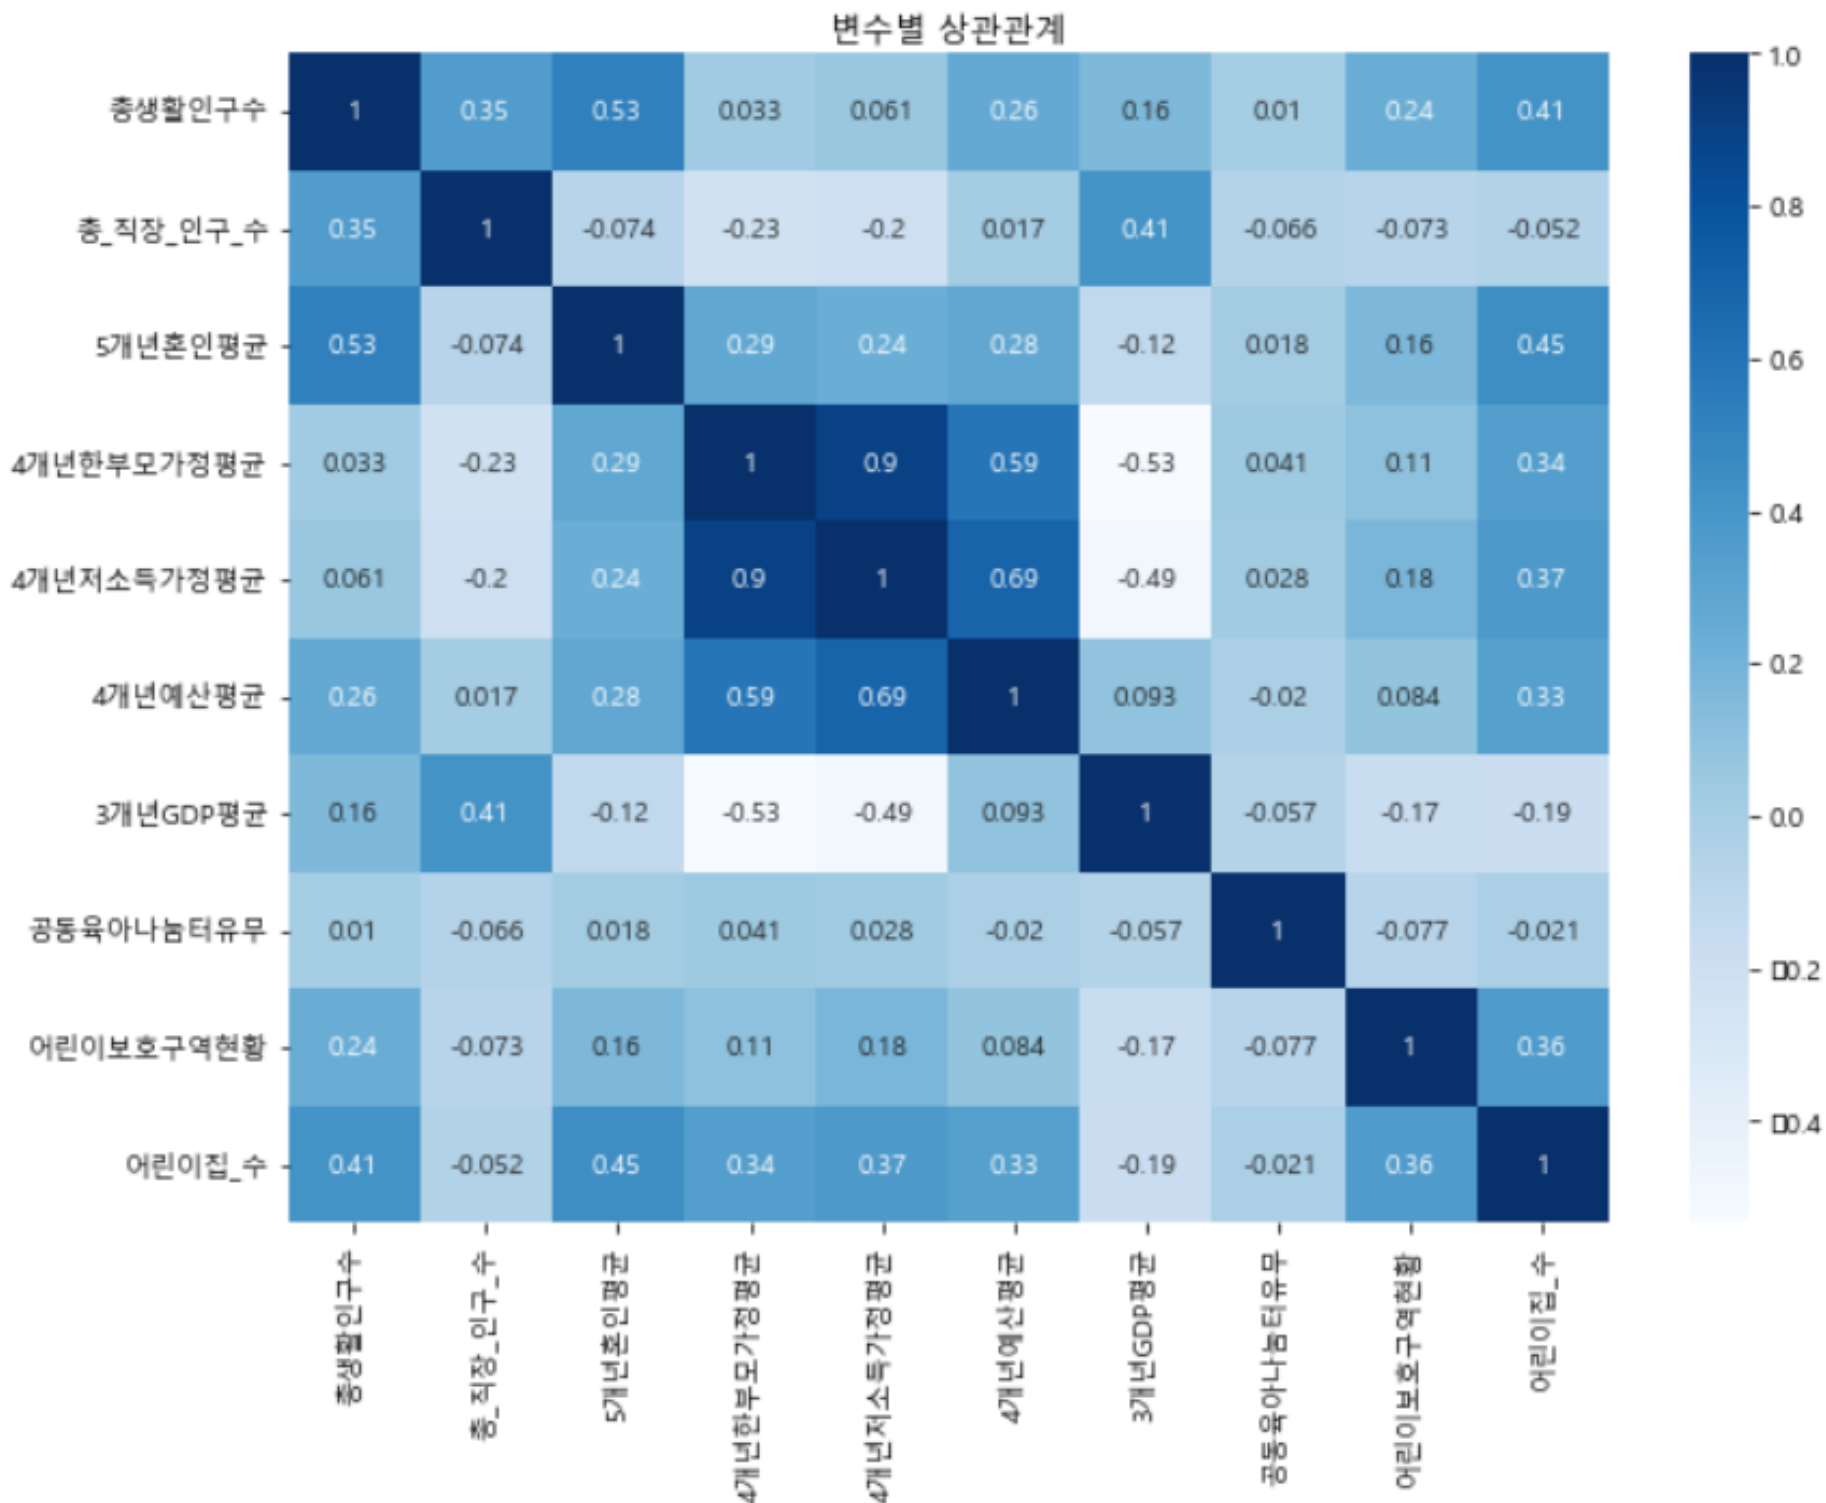 변수별 상관관계
총생활인구수 1 0.35 0.53 0.033 0.061 0.26 0.16 0.01 0.24 0.41
총_직장_인구_수 0.35 1 -0.074 -0.23 -0.2 0.017 0.41 -0.066 -0.073 -0.052
5개년혼인평균 0.53 -0.074 1 0.29 0.24 0.28 -0.12 0.018 0.16 0.45
4개년한부모가정평균 0.033 -0.23 0.29 1 0.9 0.59 -0.53 0.041 0.11 0.34
4개년저소득가정평균 0.061 -0.2 0.24 0.9 1 0.69 -0.49 0.028 0.18 0.37
4개년예산평균 0.26 0.017 0.28 0.59 0.69 1 0.093 -0.02 0.084 0.33
3개년GDP평균 0.16 0.41 -0.12 -0.53 -0.49 0.093 1 -0.057 -0.17 -0.19
공동육아나눔터유무 0.01 -0.066 0.018 0.041 0.028 -0.02 -0.057 1 -0.077 -0.021
어린이보호구역현황 0.24 -0.073 0.16 0.11 0.18 0.084 -0.17 -0.077 1 0.36
어린이집_수 0.41 -0.052 0.45 0.34 0.37 0.33 -0.19 -0.021 0.36 1
총생활인구수
총_직장_인구_수
5개년혼인평균
4개년한부모가정평균
4개년저소득가정평균
4개년예산평균
3개년GDP평균
공동육아나눔터유무
어린이보호구역현황
어린이집_수
1.0
0.8
0.6
0.4
0.2
0.0
□0.2
□0.4